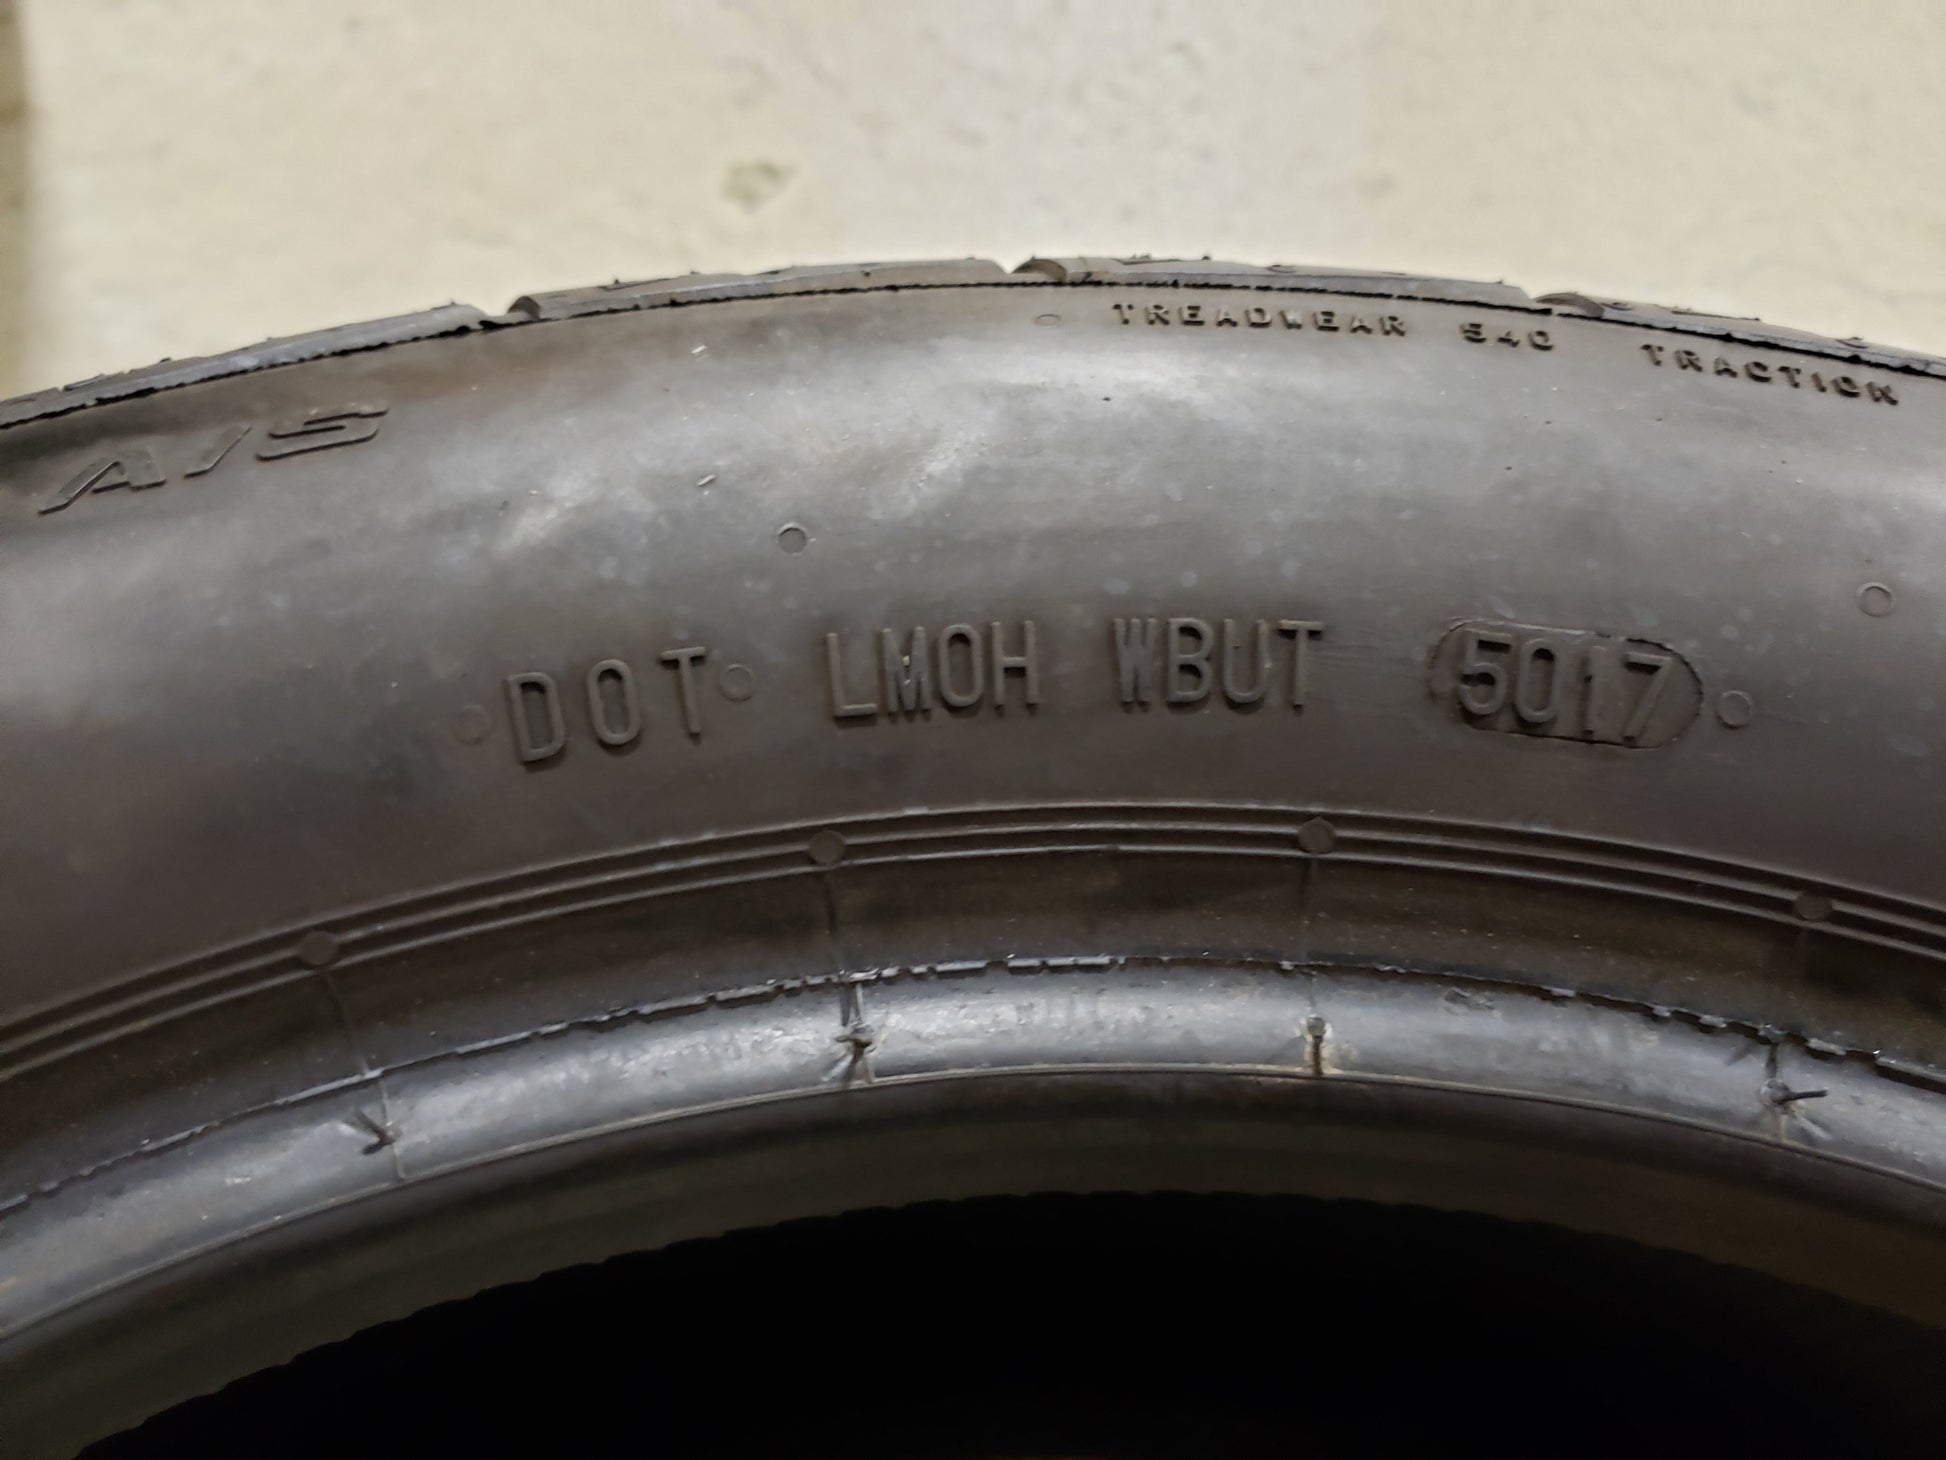 TREADWEAR 540 TRACTION
A/S
DOT LMOH WBUT 5017